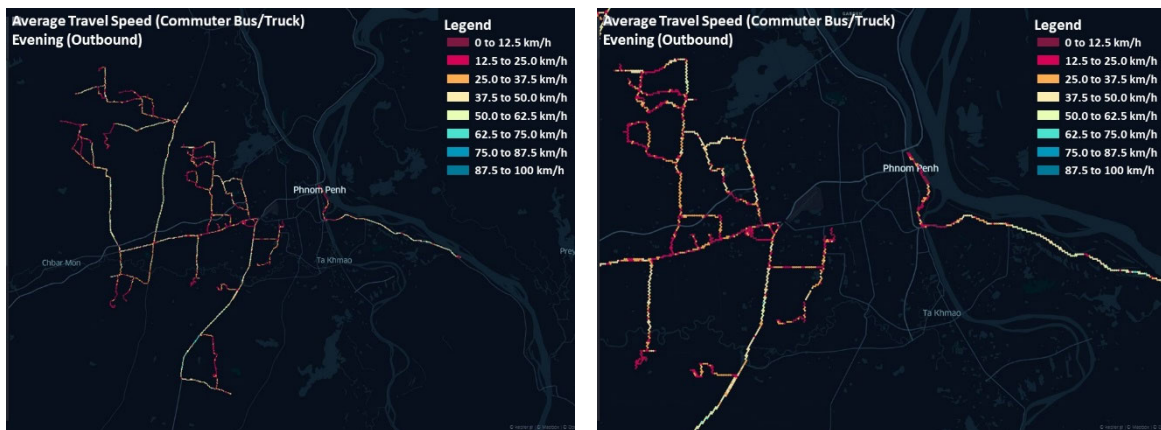 Average Travel Speed (Commuter Bus/Truck)
Evening (Outbound)
Legend
0 to 12.5 km/h
12.5 to 25.0 km/h
25.0 to 37.5 km/h
37.5 to 50.0 km/h
50.0 to 62.5 km/h
62.5 to 75.0 km/h
75.0 to 87.5 km/h
87.5 to 100 km/h
Phnom Penh
Chbar Mon
Ta Khmao
Prey
Average Travel Speed (Commuter Bus/Truck)
Evening (Outbound)
Legend
0 to 12.5 km/h
12.5 to 25.0 km/h
25.0 to 37.5 km/h
37.5 to 50.0 km/h
50.0 to 62.5 km/h
62.5 to 75.0 km/h
75.0 to 87.5 km/h
87.5 to 100 km/h
Phnom Penh
Ta Khmao